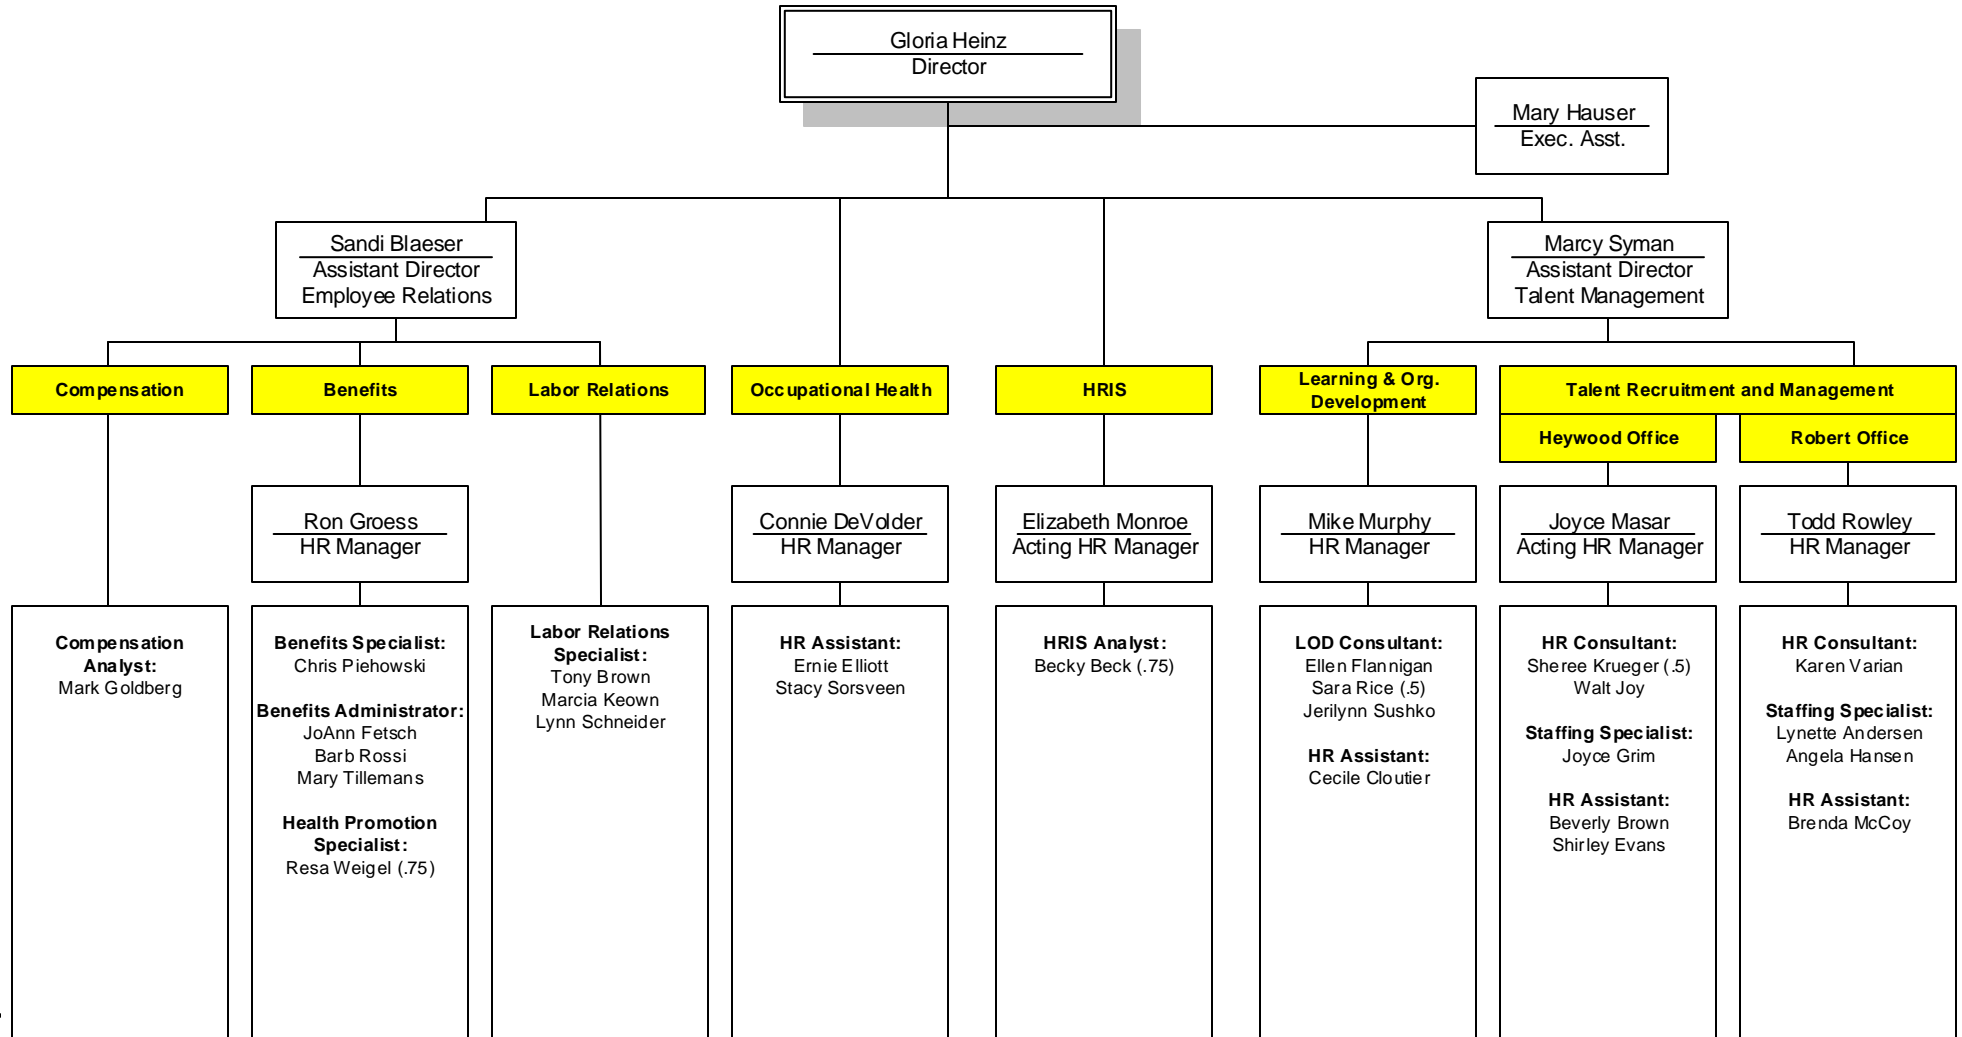 Gloria Heinz
Director
Mary Hauser
Exec. Asst.
Sandi Blaeser
Assistant Director
Employee Relations
Marcy Syman
Assistant Director
Talent Management
Compensation
Benefits
Labor Relations
Occupational Health
HRIS
Learning & Org.
Development
Talent Recruitment and Management
Heywood Office
Robert Office
Ron Groess
HR Manager
Connie DeVolder
HR Manager
Elizabeth Monroe
Acting HR Manager
Mike Murphy
HR Manager
Joyce Masar
Acting HR Manager
Todd Rowley
HR Manager
Compensation
Analyst:
Mark Goldberg
Benefits Specialist:
Chris Piehowski
Benefits Administrator:
JoAnn Fetsch
Barb Rossi
Mary Tillemans
Health Promotion
Specialist:
Resa Weigel (.75)
Labor Relations
Specialist:
Tony Brown
Marcia Keown
Lynn Schneider
HR Assistant:
Ernie Elliott
Stacy Sorsveen
HRIS Analyst:
Becky Beck (.75)
LOD Consultant:
Ellen Flannigan
Sara Rice (.5)
Jerilynn Sushko
HR Assistant:
Cecile Cloutier
HR Consultant:
Sheree Krueger (.5)
Walt Joy
Staffing Specialist:
Joyce Grim
HR Assistant:
Beverly Brown
Shirley Evans
HR Consultant:
Karen Varian
Staffing Specialist:
Lynette Andersen
Angela Hansen
HR Assistant:
Brenda McCoy